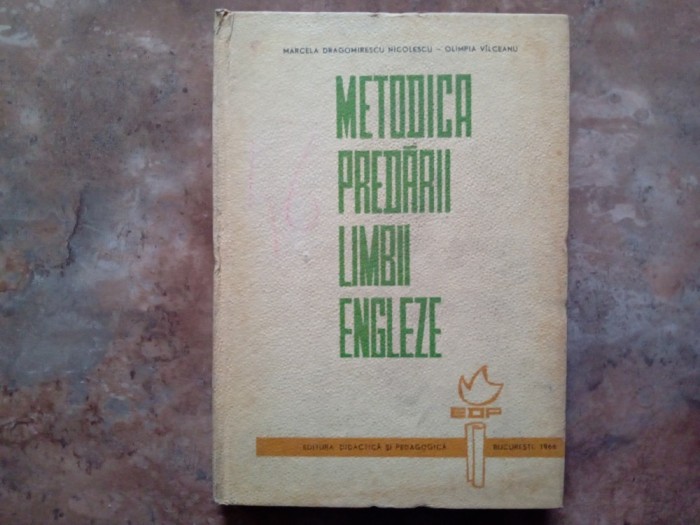 MARCELA DRAGOMIRESCU NICOLESCU – OLIMPIA VÎLCEANU
METODICA
PREDĂRII
LIMBII
ENGLEZE
EDP
EDITURA DIDACTICĂ ȘI PEDAGOGICĂ BUCUREȘTI,